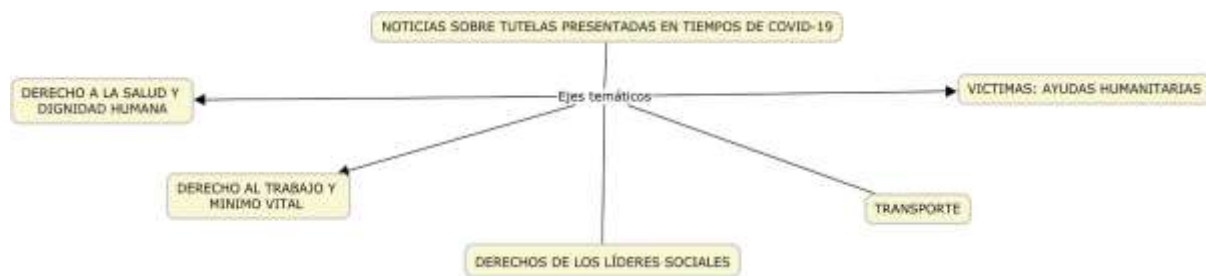 NOTICIAS SOBRE TUTELAS PRESENTADAS EN TIEMPOS DE COVID-19
Ejes temáticos
DERECHO A LA SALUD Y
DIGNIDAD HUMANA
VICTIMAS: AYUDAS HUMANITARIAS
DERECHO AL TRABAJO Y
MINIMO VITAL
TRANSPORTE
DERECHOS DE LOS LÍDERES SOCIALES